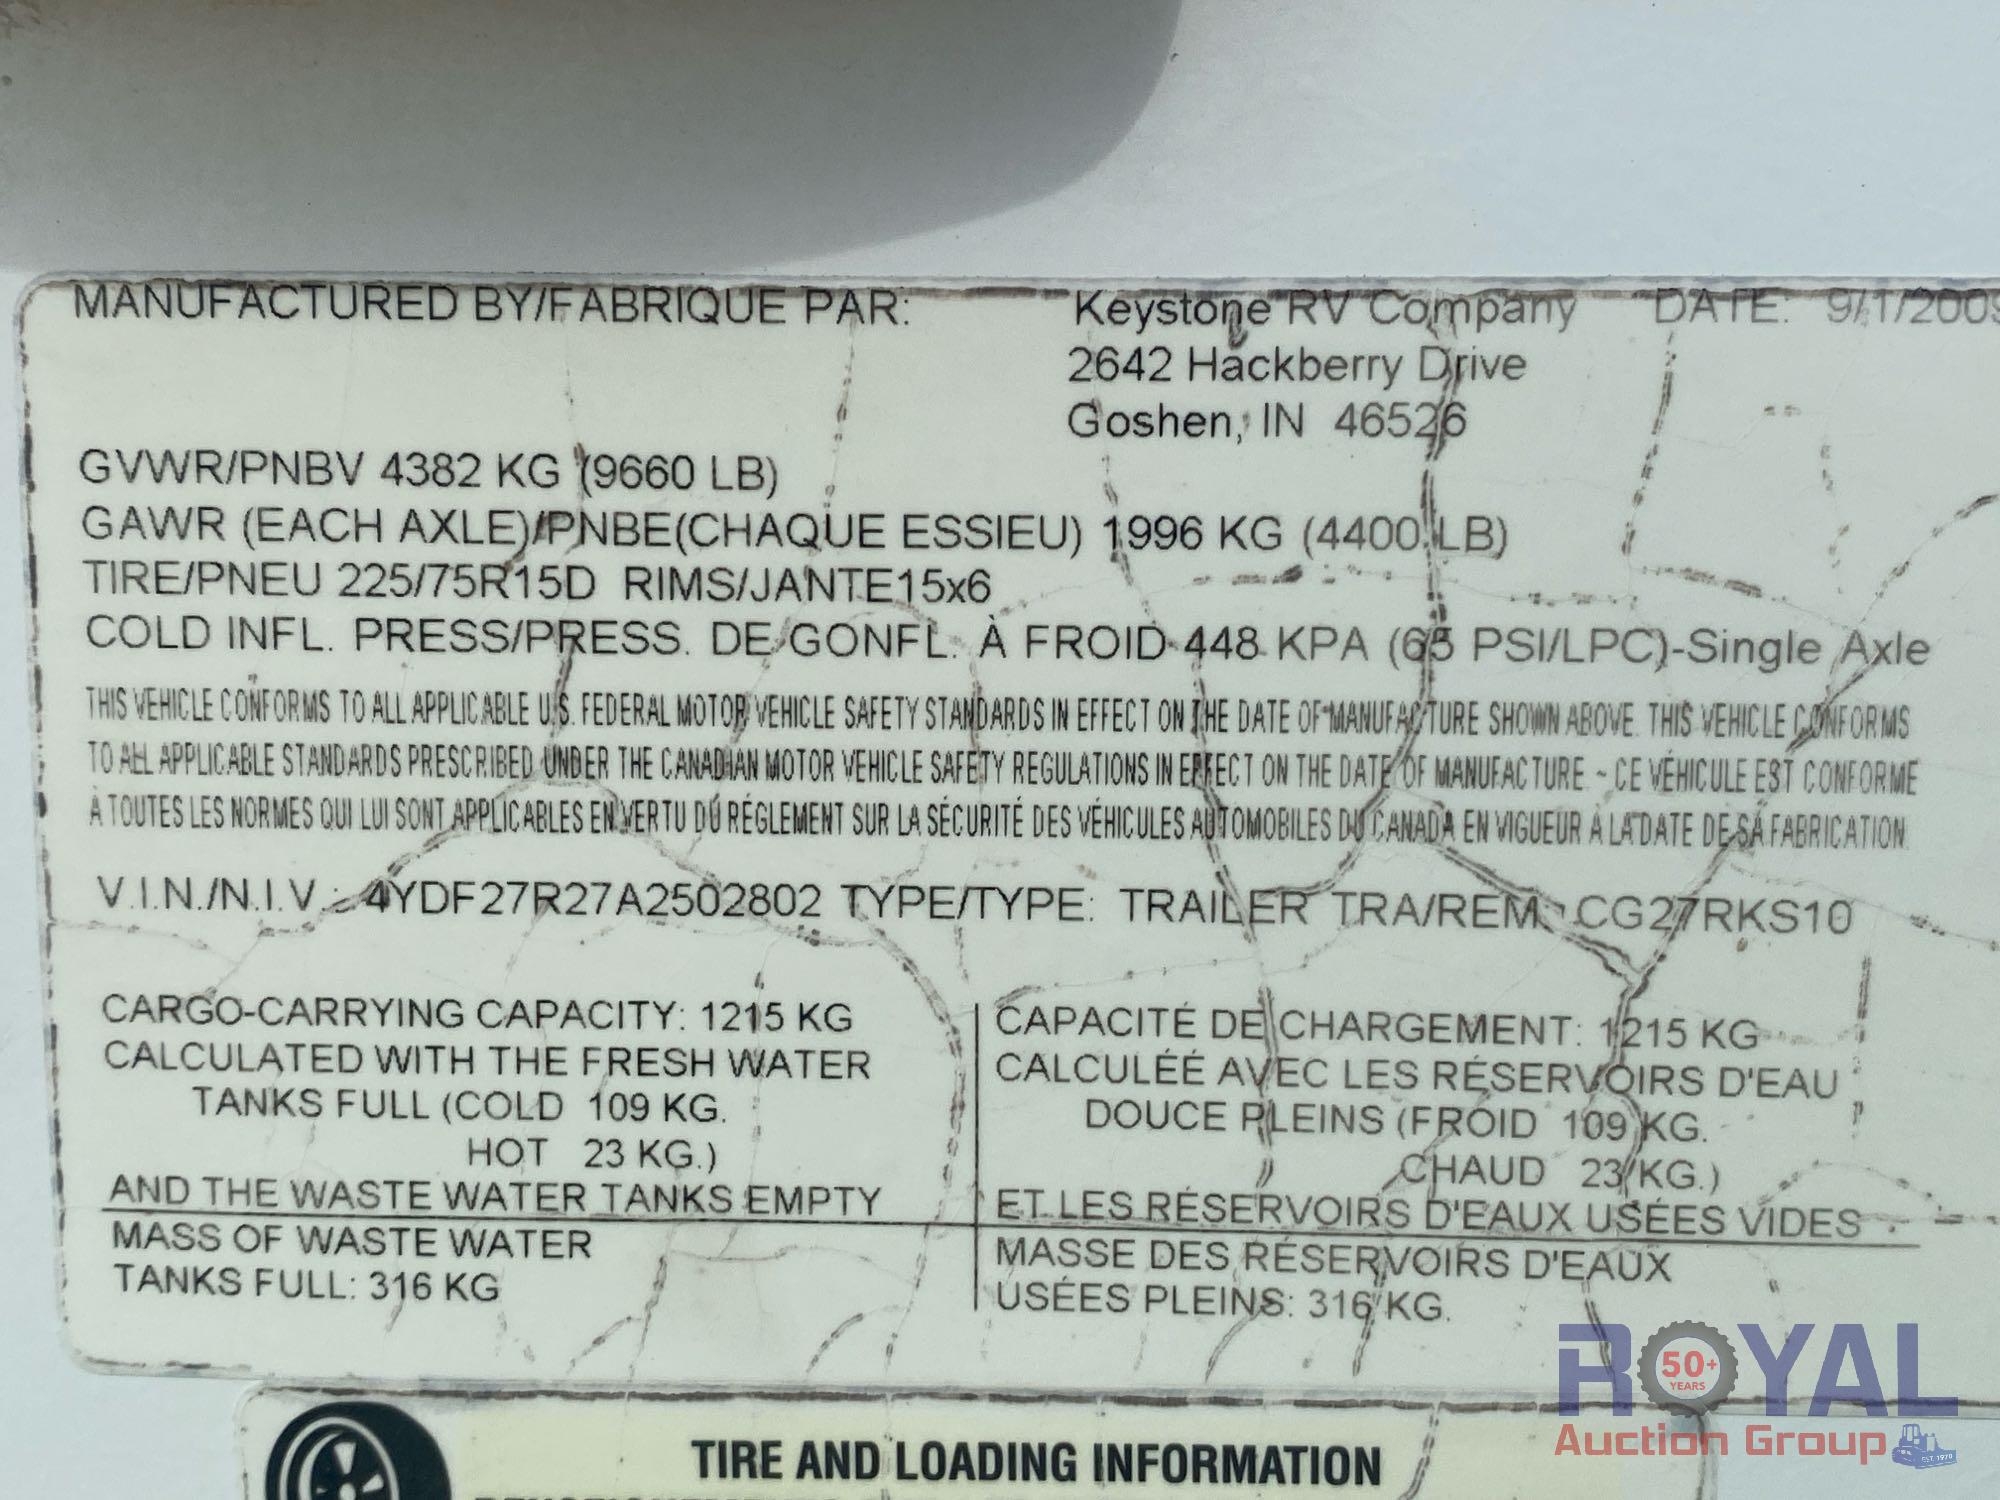 MANUFACTURED BY/FABRIQUE PAR: Keystone RV Company DATE: 9/1/2009
2642 Hackberry Drive
Goshen, IN 46526
GVWR/PNBV 4382 KG (9660 LB)
GAWR (EACH AXLE)/PNBE(CHAQUE ESSIEU) 1996 KG (4400 LB)
TIRE/PNEU 225/75R15D RIMS/JANTE15x6
COLD INFL. PRESS/PRESS. DE GONFL. À FROID 448 KPA (65 PSI/LPC)-Single Axle
THIS VEHICLE CONFORMS TO ALL APPLICABLE U.S. FEDERAL MOTOR VEHICLE SAFETY STANDARDS IN EFFECT ON THE DATE OF MANUFACTURE SHOWN ABOVE. THIS VEHICLE CONFORMS
TO ALL APPLICABLE STANDARDS PRESCRIBED UNDER THE CANADIAN MOTOR VEHICLE SAFETY REGULATIONS IN EFFECT ON THE DATE OF MANUFACTURE - CE VÉHICULE EST CONFORME
À TOUTES LES NORMES QUI LUI SONT APPLICABLES EN VERTU DU RÉGLEMENT SUR LA SÉCURITÉ DES VÉHICULES AUTOMOBILES DU CANADA EN VIGUEUR À LA DATE DE SA FABRICATION
V.I.N./N.I.V.: 4YDF27R27A2502802 TYPE/TYPE: TRAILER TRA/REM. CG27RKS10
CARGO-CARRYING CAPACITY: 1215 KG
CALCULATED WITH THE FRESH WATER
TANKS FULL (COLD 109 KG.
HOT 23 KG.)
AND THE WASTE WATER TANKS EMPTY
MASS OF WASTE WATER
TANKS FULL: 316 KG
CAPACITÉ DE CHARGEMENT: 1215 KG
CALCULÉÉ AVEC LES RÉSERVOIRS D'EAU
DOUCE PLEINS (FROID 109 KG.
CHAUD 23 KG.)
ET LES RÉSERVOIRS D'EAUX USÉES VIDES
MASSE DES RÉSERVOIRS D'EAUX
USÉES PLEINS: 316 KG.
TIRE AND LOADING INFORMATION
ROYAL
50+
YEARS
Auction Group
EST. 1970